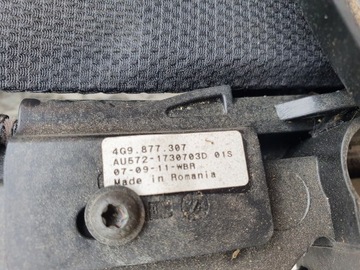 4G9.877.307
AU572-1730703D 01S
07-09-11-WBR
Made in Romania